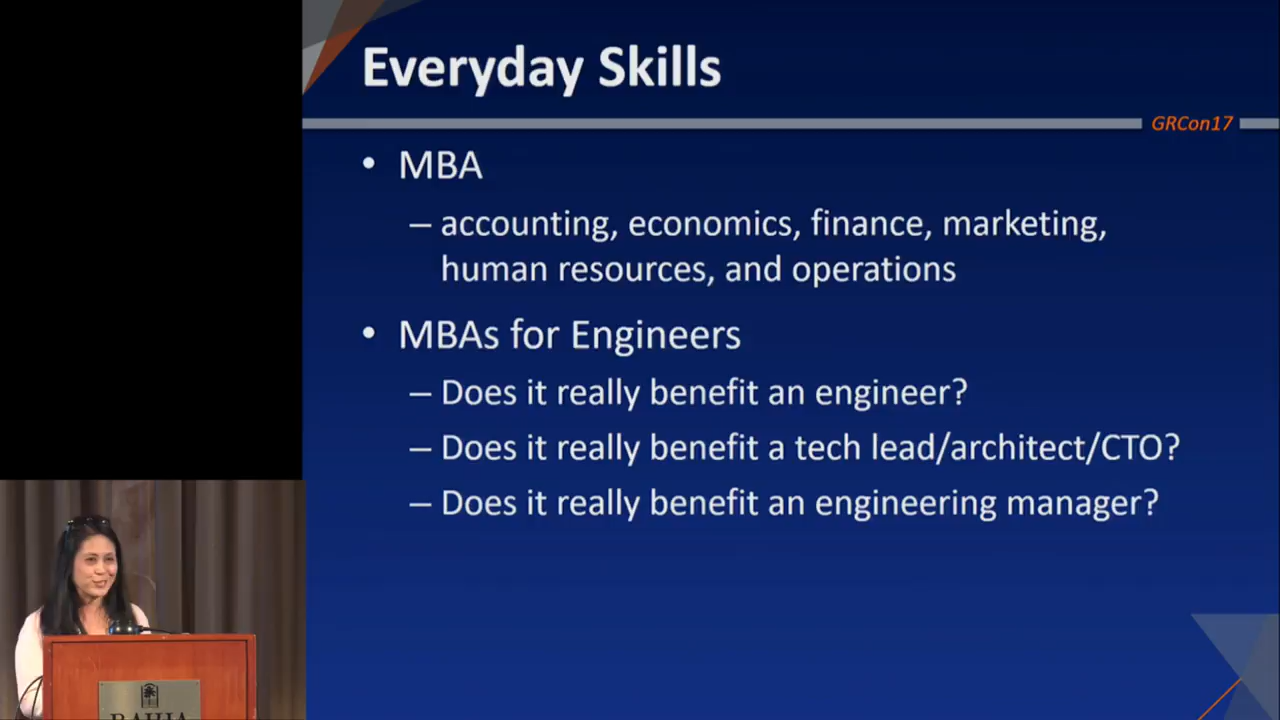 Everyday Skills
GRCon17
• MBA
– accounting, economics, finance, marketing,
human resources, and operations
• MBAs for Engineers
– Does it really benefit an engineer?
– Does it really benefit a tech lead/architect/CTO?
– Does it really benefit an engineering manager?
BAHIA